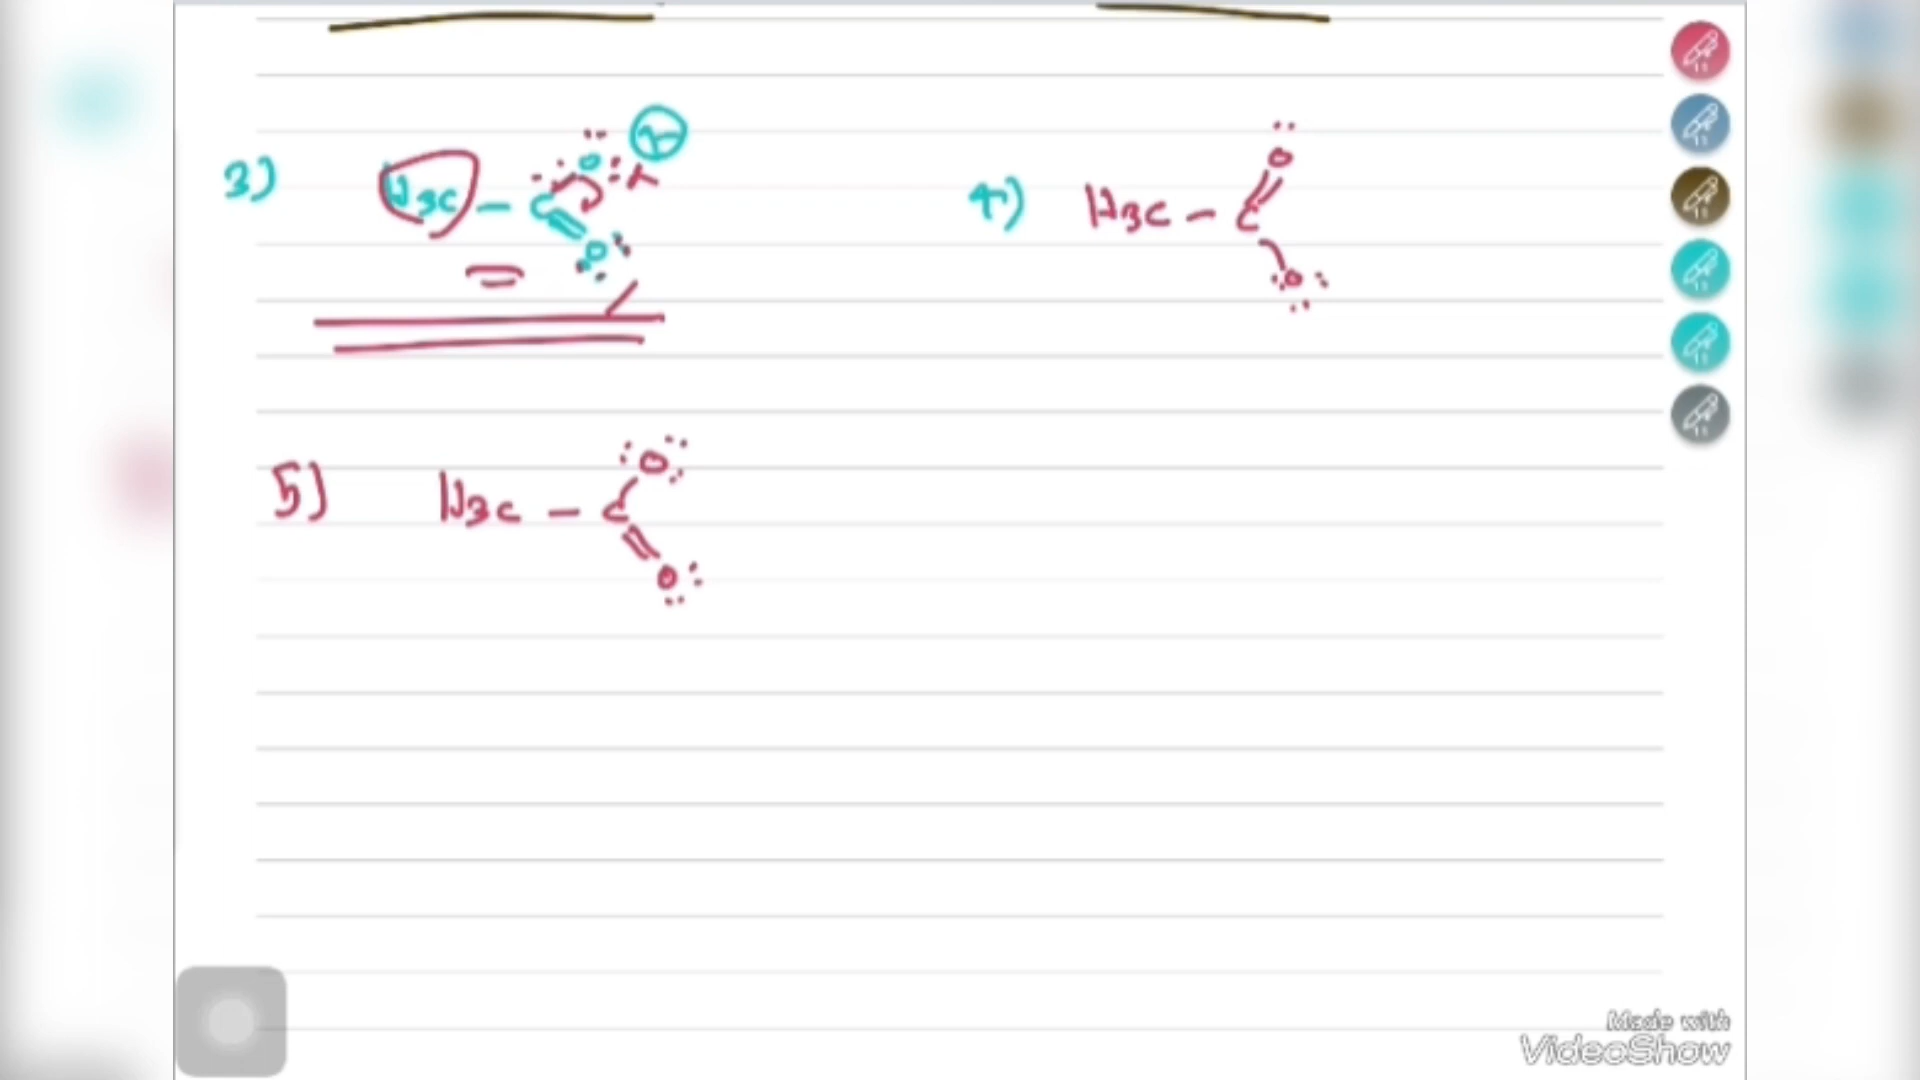 3) H3C - C O O
4) H3C - C O O
5) H3C - C O O
Made with
VideoShow